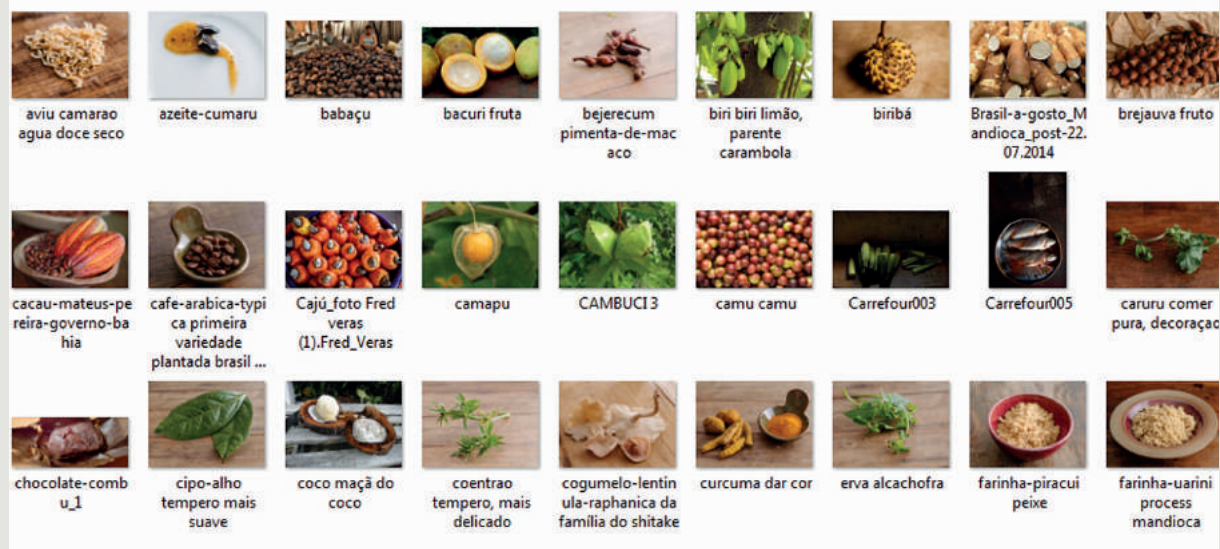 aviu camarao
agua doce seco
azeite-cumaru
babaçu
bacuri fruta
bejerecum
pimenta-de-mac
aco
biri biri limão,
parente
carambola
biribá
Brasil-a-gosto_M
andioca_post-22.
07.2014
brejauva fruto
cacau-mateus-pe
reira-governo-ba
hia
cafe-arabica-typi
ca primeira
variedade
plantada brasil ...
Cajú_foto Fred
veras
(1).Fred_Veras
camapu
CAMBUCI 3
camu camu
Carrefour003
Carrefour005
caruru comer
pura, decoraçao
chocolate-comb
u_1
cipo-alho
tempero mais
suave
coco maçã do
coco
coentrao
tempero, mais
delicado
cogumelo-lentin
ula-raphanica da
família do shitake
curcuma dar cor
erva alcachofra
farinha-piracui
peixe
farinha-uarini
process
mandioca